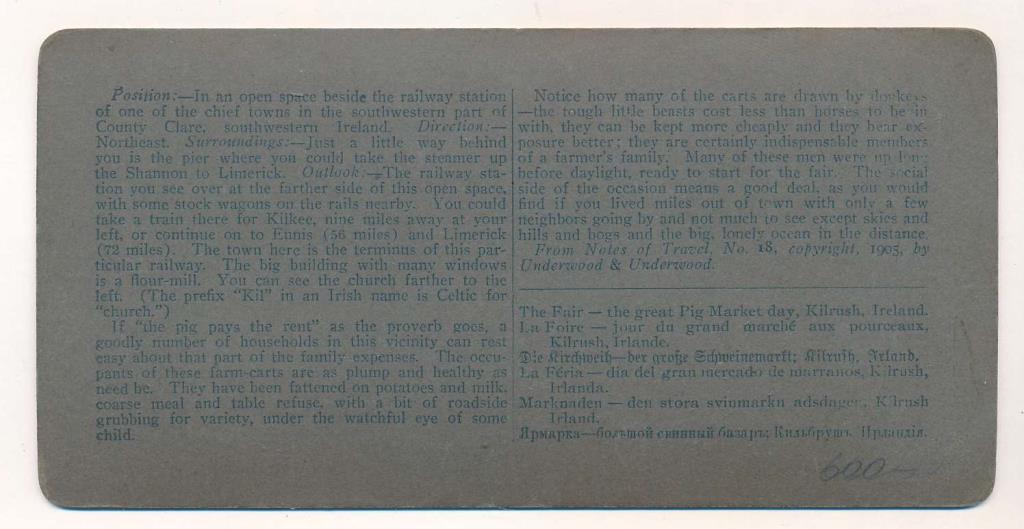 Position:—In an open space beside the railway station
of one of the chief towns in the southwestern part of
County Clare, southwestern Ireland. Direction:—
Northeast. Surroundings:—Just a little way behind
you is the pier where you could take the steamer up
the Shannon to Limerick. Outlook:—The railway sta-
tion you see over at the farther side of this open space,
with some stock wagons on the rails nearby. You could
take a train there for Kilkee, nine miles away at your
left, or continue on to Ennis (56 miles) and Limerick
(72 miles). The town here is the terminus of this par-
ticular railway. The big building with many windows
is a flour-mill. You can see the church farther to the
left. (The prefix "Kil" in an Irish name is Celtic for
"church.")
If "the pig pays the rent" as the proverb goes, a
goodly number of households in this vicinity can rest
easy about that part of the family expenses. The occu-
pants of these farm-carts are as plump and healthy as
need be. They have been fattened on potatoes and milk,
coarse meal and table refuse, with a bit of roadside
grubbing for variety, under the watchful eye of some
child.
Notice how many of the carts are drawn by donkeys
—the tough little beasts cost less than horses to be in
with, they can be kept more cheaply and they bear ex-
posure better; they are certainly indispensable members
of a farmer's family. Many of these men were up long
before daylight, ready to start for the fair. The social
side of the occasion means a good deal, as you would
find if you lived miles out of town with only a few
neighbors going by and not much to see except skies and
hills and bogs and the big, lonely ocean in the distance.
From Notes of Travel, No. 18, copyright, 1905, by
Underwood & Underwood.
The Fair — the great Pig Market day, Kilrush, Ireland.
La Foire — jour du grand marché aux pourceaux,
Kilrush, Irlande.
Die Kirchweih—der große Schweinemarkt; Kilrush, Irland.
La Féria — dia del gran mercado de marranos, Kilrush,
Irlanda.
Marknaden — den stora svinmarkn adsdagen, Kilrush
Irland.
Ярмарка—большой свинный базаръ; Кильбрушъ, Ирландія.
600—